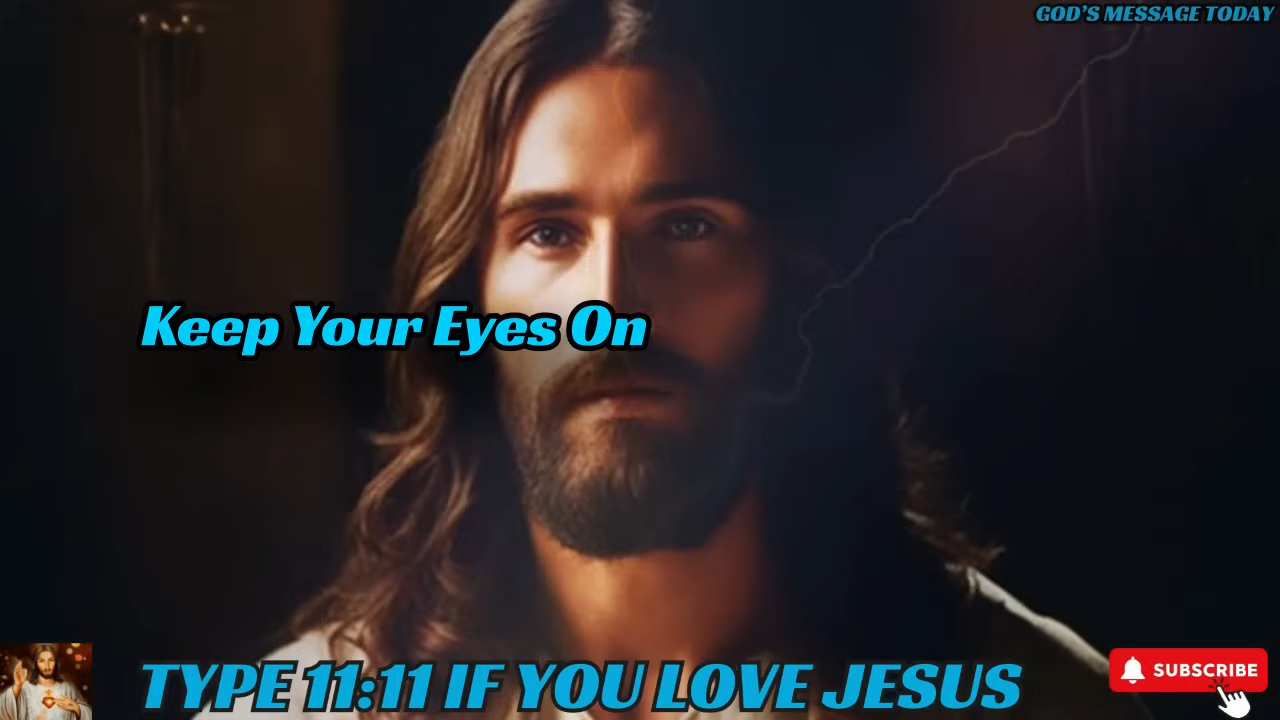 GOD'S MESSAGE TODAY
Keep Your Eyes On
TYPE 11:11 IF YOU LOVE JESUS
SUBSCRIBE